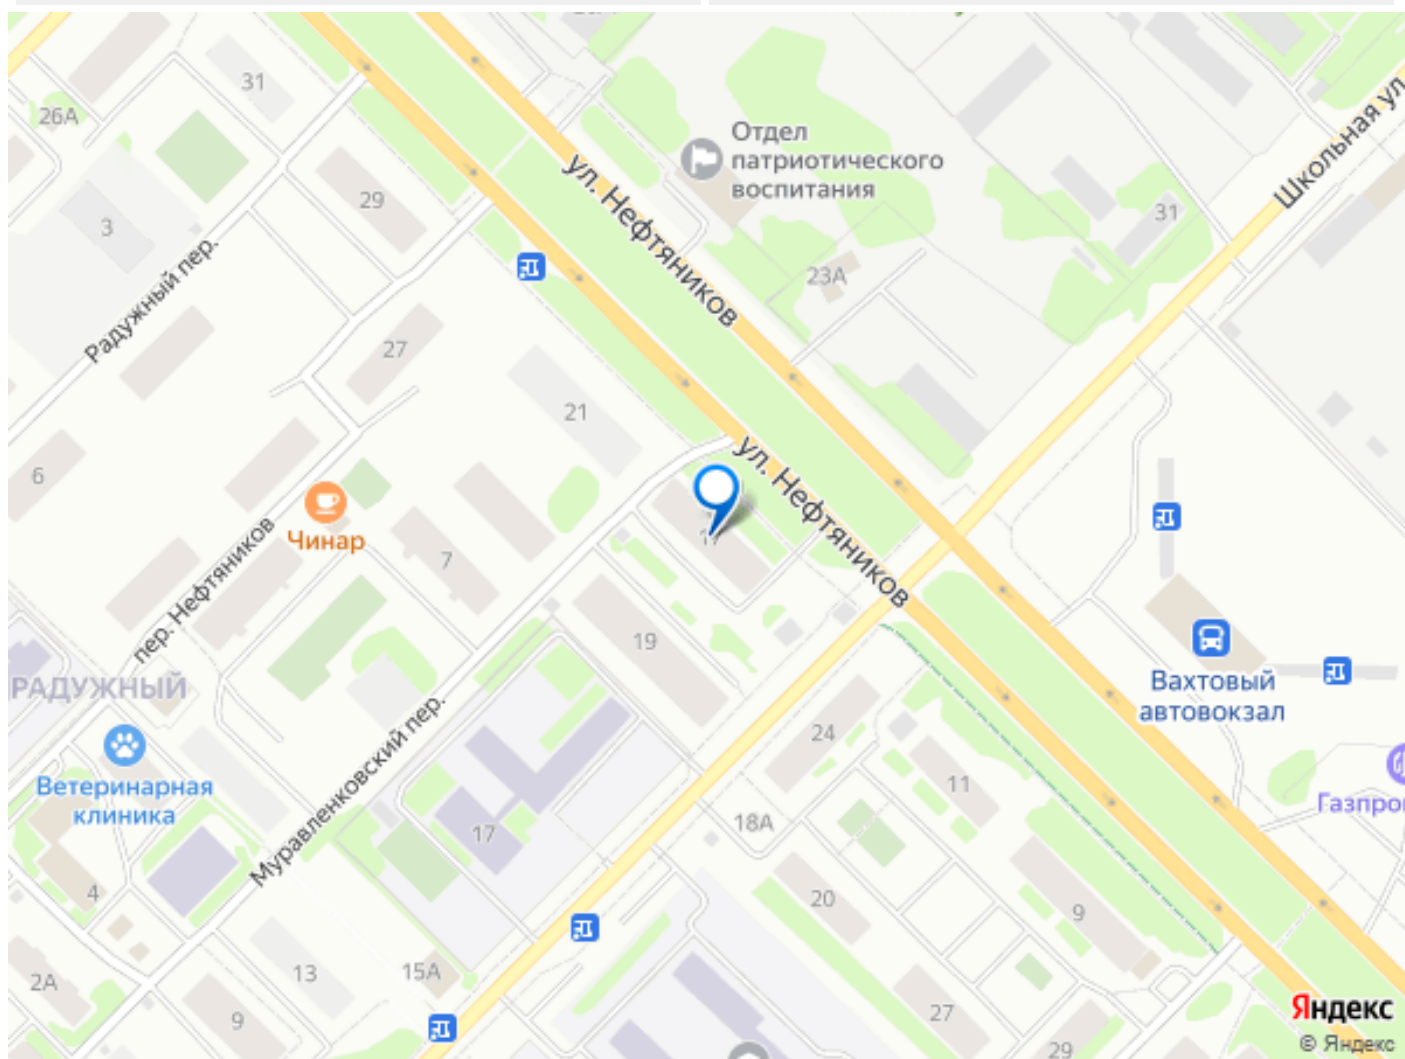 31
26А
Отдел
патриотического
воспитания
ул. Нефтяников
Школьная ул
29
3
31
Радужный пер.
23А
27
21
6
ул. Нефтяников
Чинар
7
пер. Нефтяников
19
РАДУЖНЫЙ
Вахтовый
автовокзал
24
Ветеринарная
клиника
11
Газпро
Муравленковский пер.
17
18А
4
20
9
13
15А
2А
9
27
29
Яндекс
© Яндекс